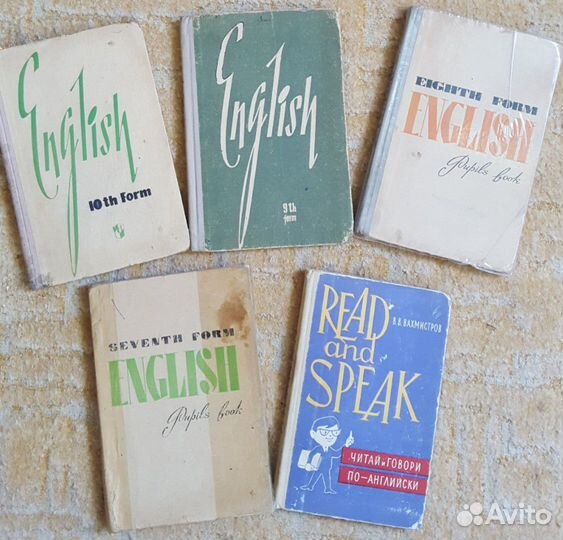 English
10th Form
English
9th
form
EIGHTH FORM
ENGLISH
Pupil's book
SEVENTH FORM
ENGLISH
Pupil's book
READ
and
SPEAK
В. В. ВАХМИСТРОВ
ЧИТАЙ И ГОВОРИ
ПО-АНГЛИЙСКИ
Avito